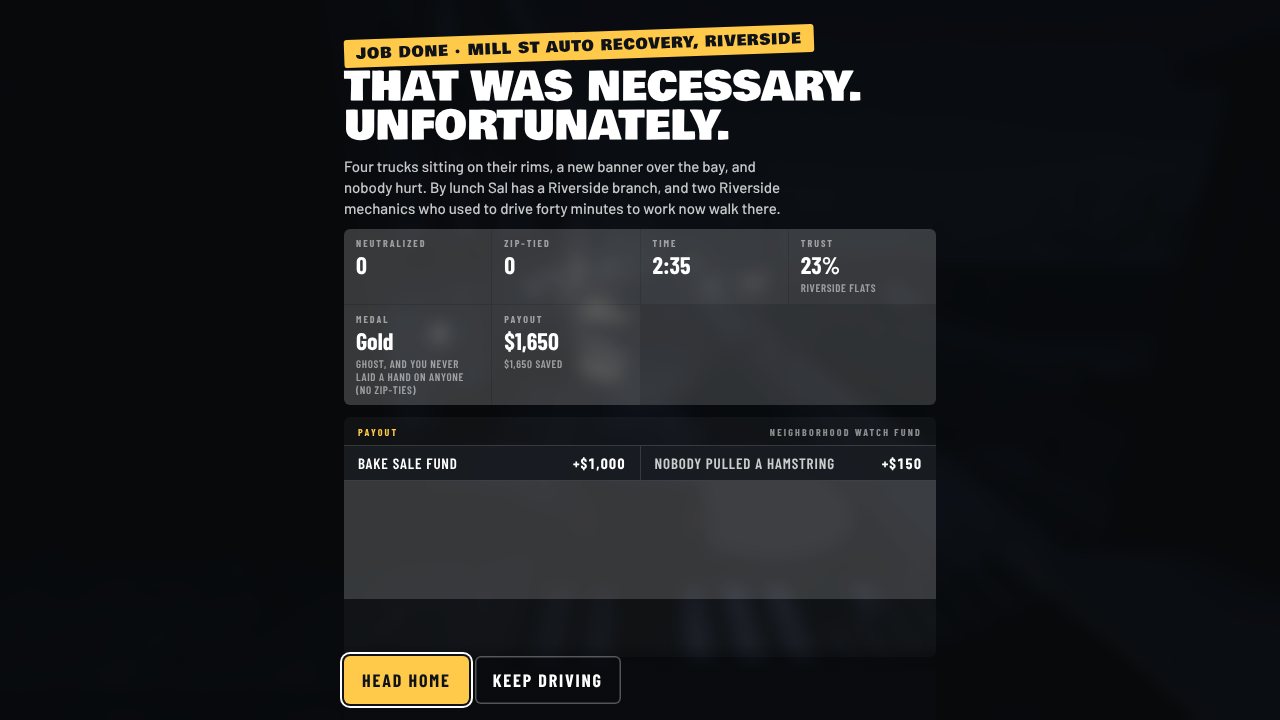 JOB DONE · MILL ST AUTO RECOVERY, RIVERSIDE
THAT WAS NECESSARY.
UNFORTUNATELY.
Four trucks sitting on their rims, a new banner over the bay, and
nobody hurt. By lunch Sal has a Riverside branch, and two Riverside
mechanics who used to drive forty minutes to work now walk there.
NEUTRALIZED
0
ZIP-TIED
0
TIME
2:35
TRUST
23%
RIVERSIDE FLATS
MEDAL
Gold
GHOST, AND YOU NEVER
LAID A HAND ON ANYONE
(NO ZIP-TIES)
PAYOUT
$1,650
$1,650 SAVED
PAYOUT
NEIGHBORHOOD WATCH FUND
BAKE SALE FUND +$1,000
NOBODY PULLED A HAMSTRING +$150
HEAD HOME
KEEP DRIVING